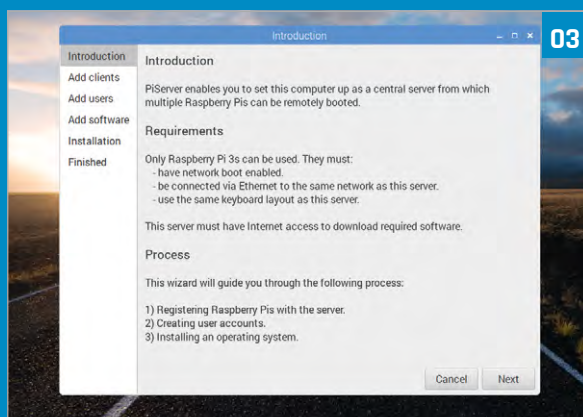 03
Introduction
Introduction
Add clients
Add users
Add software
Installation
Finished
Introduction
PiServer enables you to set this computer up as a central server from which
multiple Raspberry Pis can be remotely booted.
Requirements
Only Raspberry Pi 3s can be used. They must:
- have network boot enabled.
- be connected via Ethernet to the same network as this server.
- use the same keyboard layout as this server.
This server must have Internet access to download required software.
Process
This wizard will guide you through the following process:
1) Registering Raspberry Pis with the server.
2) Creating user accounts.
3) Installing an operating system.
Cancel
Next